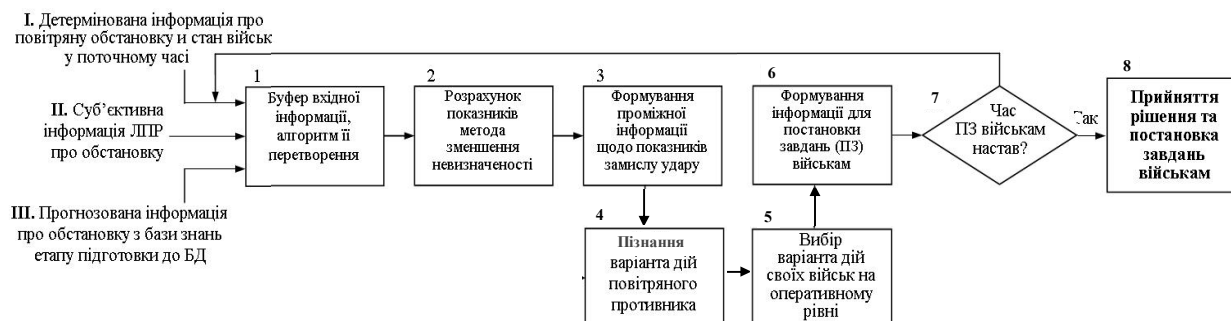 I. Детермінована інформація про
повітряну обстановку и стан військ
у поточному часі
II. Суб’єктивна
інформація ЛПР
про обстановку
III. Прогнозована інформація
про обстановку з бази знань
етапу підготовки до БД
1
Буфер вхідної
інформації,
алгоритм її
перетворення
2
Розрахунок
показників
метода
зменшення
невизначеності
3
Формування
проміжної
інформації
щодо показників
замислу удару
4
Пізнання
варіанта дій
повітряного
противника
5
Вибір
варіанта дій
своїх військ на
оперативному
рівні
6
Формування
інформації для
постановки
завдань (ПЗ)
військам
7
Час
ПЗ військам
настав?
Так
8
Прийняття
рішення та
постановка
завдань
військам